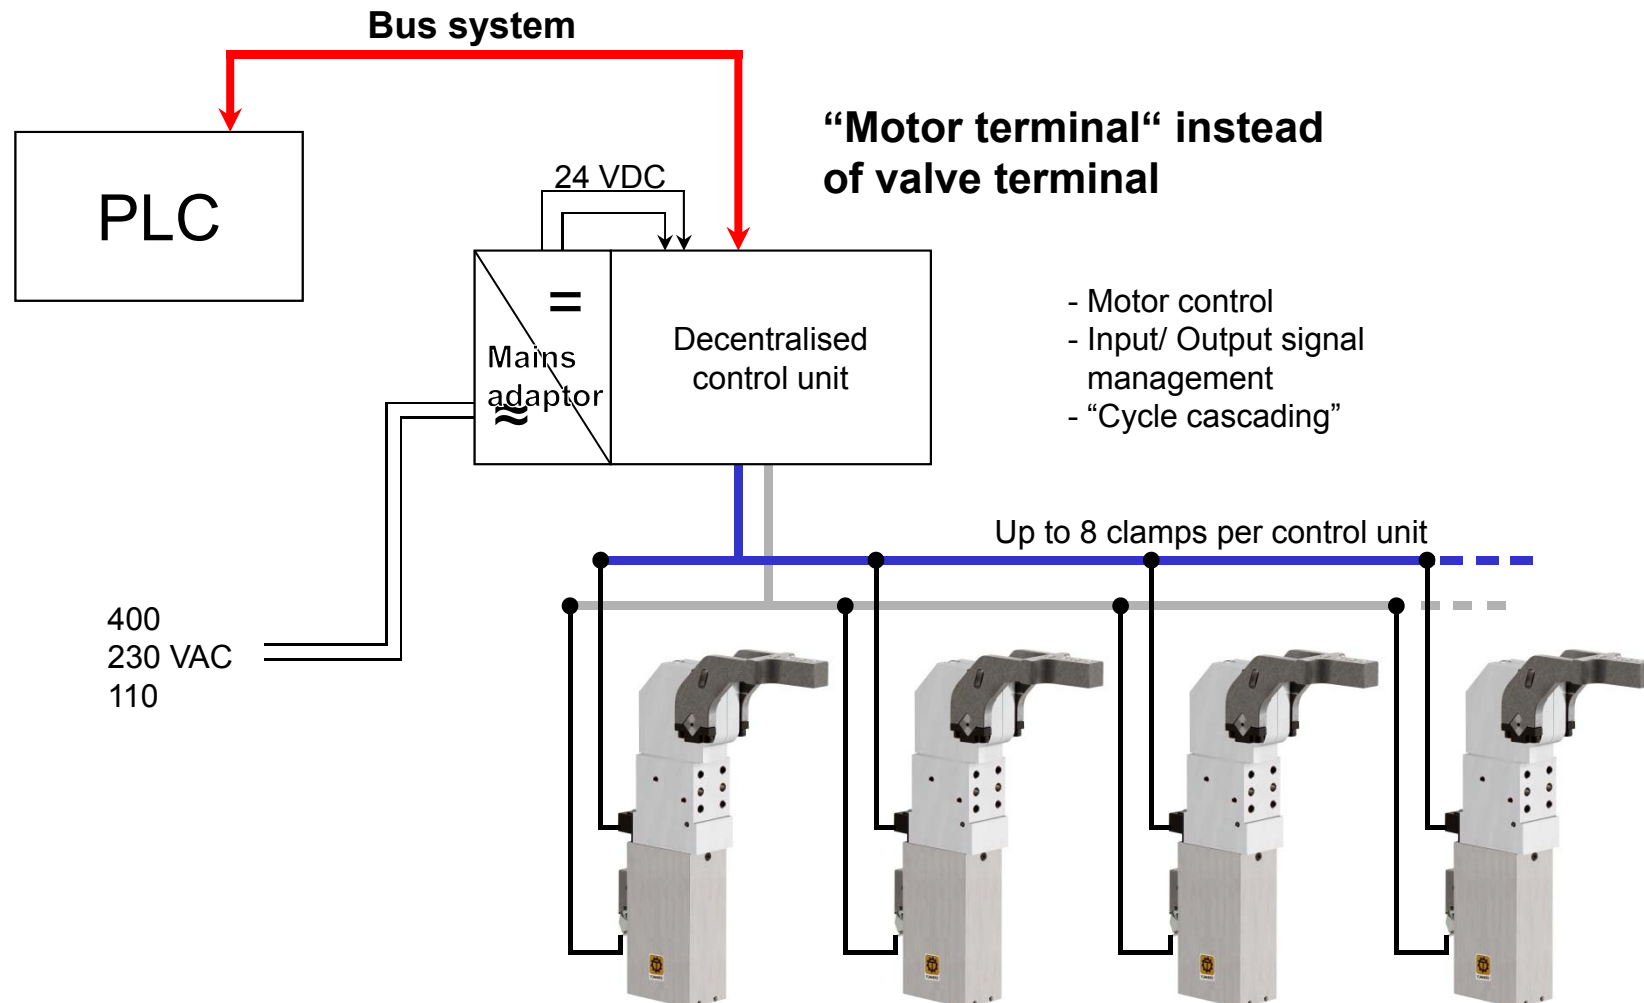 Bus system
“Motor terminal“ instead
of valve terminal
PLC
24 VDC
=
Mains
adaptor
≈
Decentralised
control unit
- Motor control
- Input/ Output signal
management
- “Cycle cascading”
Up to 8 clamps per control unit
400
230 VAC
110